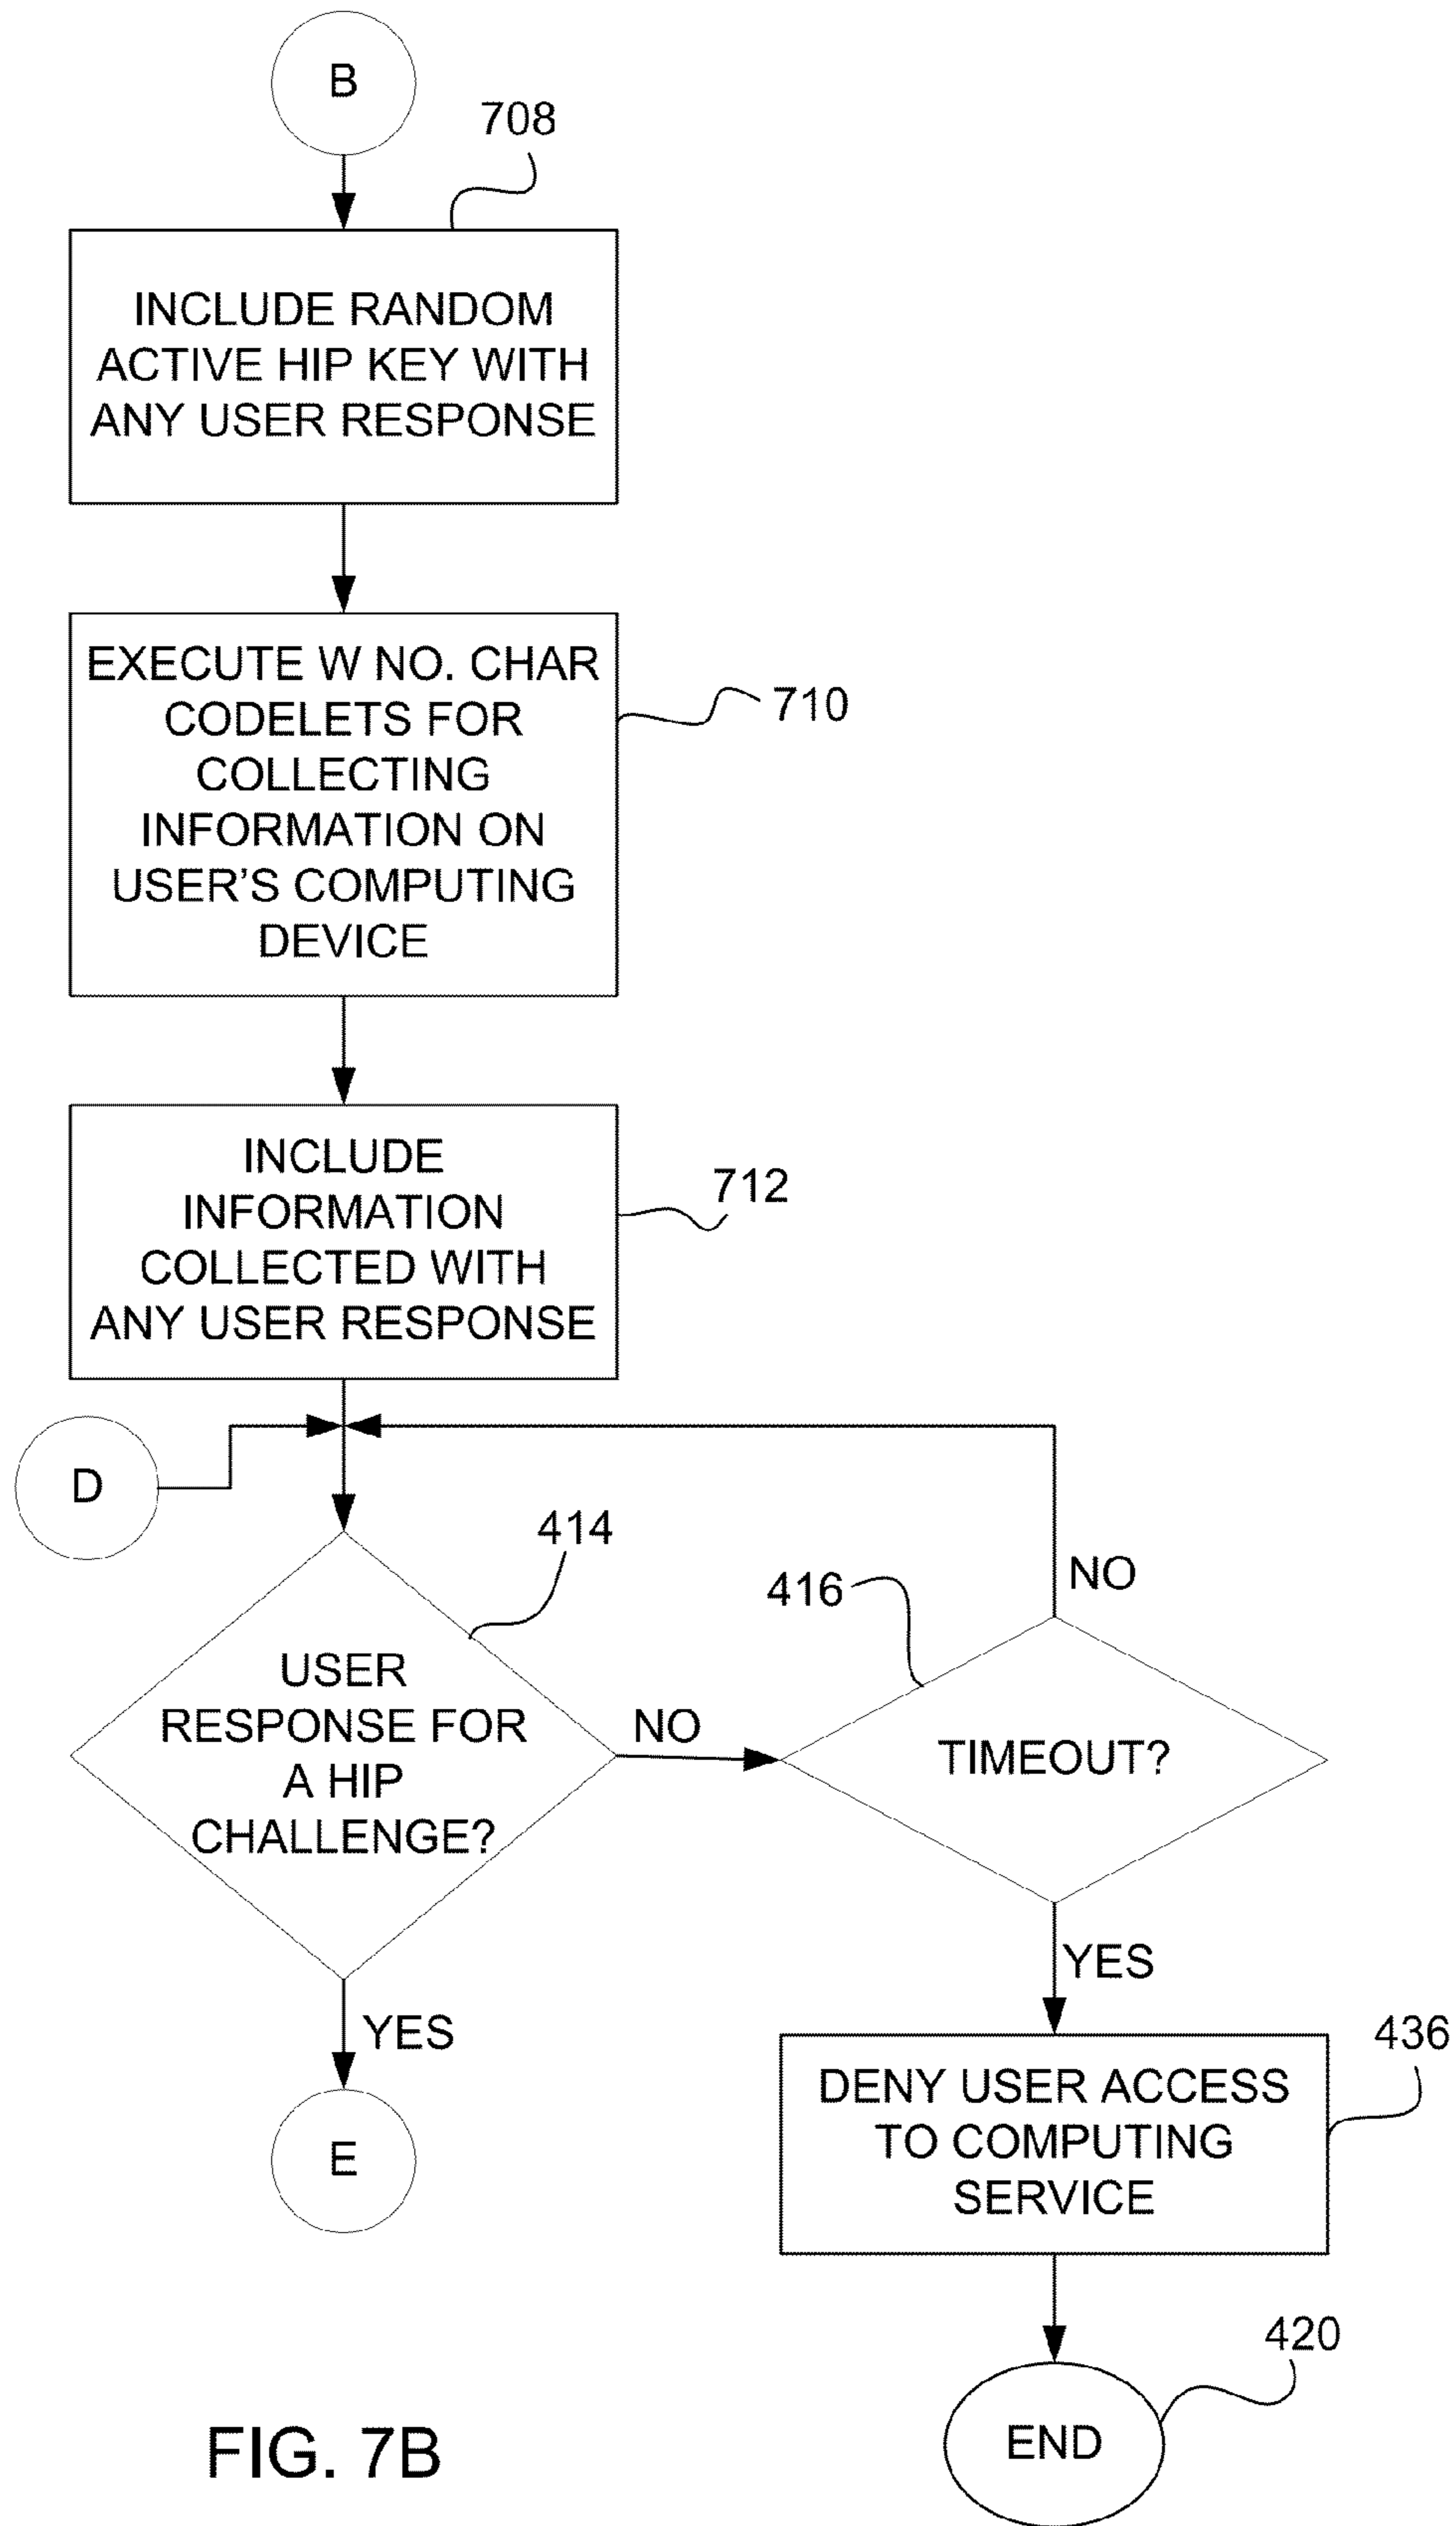 B
708
INCLUDE RANDOM
ACTIVE HIP KEY WITH
ANY USER RESPONSE
EXECUTE W NO. CHAR
CODELETS FOR
COLLECTING
INFORMATION ON
USER'S COMPUTING
DEVICE
710
INCLUDE
INFORMATION
COLLECTED WITH
ANY USER RESPONSE
712
D
414
USER
RESPONSE FOR
A HIP
CHALLENGE?
NO
416
NO
TIMEOUT?
YES
YES
E
436
DENY USER ACCESS
TO COMPUTING
SERVICE
420
END
FIG. 7B